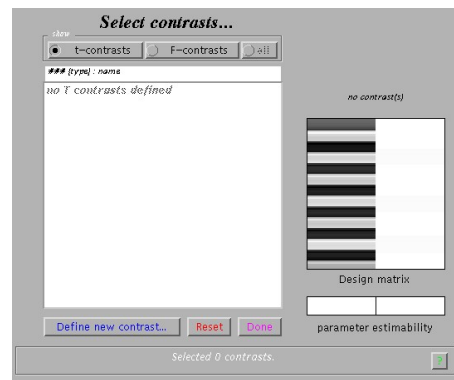 Select contrasts...
show
t-contrasts F-contrasts all
### {type} : name
no T contrasts defined
no contrast(s)
Design matrix
Define new contrast... Reset Done
parameter estimability
Selected 0 contrasts.
?